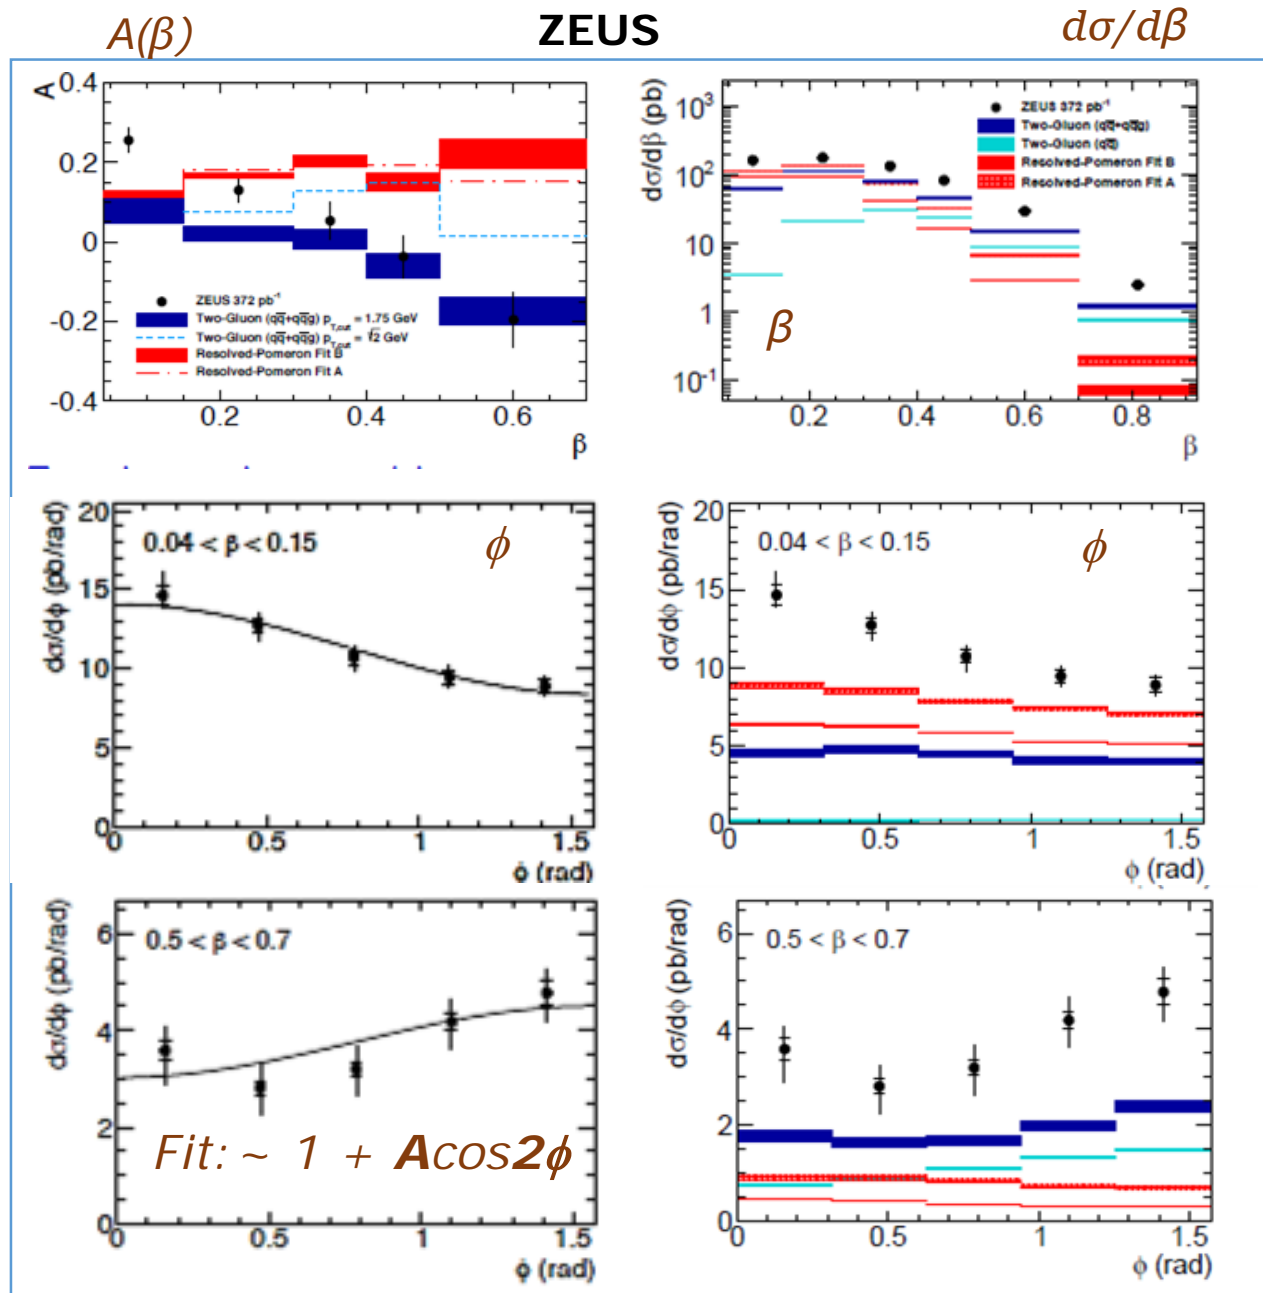 A(β) ZEUS dσ/dβ
A
0.4
0.2
0
-0.2
-0.4
ZEUS 372 pb⁻¹
Two-Gluon (qq̅+qq̅g) p_T,cut = 1.75 GeV
Two-Gluon (qq̅+qq̅g) p_T,cut = √2 GeV
Resolved-Pomeron Fit B
Resolved-Pomeron Fit A
0.2 0.4 0.6
β
dσ/dβ (pb)
10³
10²
10
1
10⁻¹
ZEUS 372 pb⁻¹
Two-Gluon (qq̅+qq̅g)
Two-Gluon (qq̅)
Resolved-Pomeron Fit B
Resolved-Pomeron Fit A
β
0.2 0.4 0.6 0.8
β
dσ/dϕ (pb/rad)
20
15
10
5
0
0.04 < β < 0.15
ϕ
0 0.5 1 1.5
ϕ (rad)
dσ/dϕ (pb/rad)
20
15
10
5
0
0.04 < β < 0.15
ϕ
0 0.5 1 1.5
ϕ (rad)
dσ/dϕ (pb/rad)
6
4
2
0
0.5 < β < 0.7
Fit: ~ 1 + Acos2ϕ
0 0.5 1 1.5
ϕ (rad)
dσ/dϕ (pb/rad)
6
4
2
0
0.5 < β < 0.7
0 0.5 1 1.5
ϕ (rad)